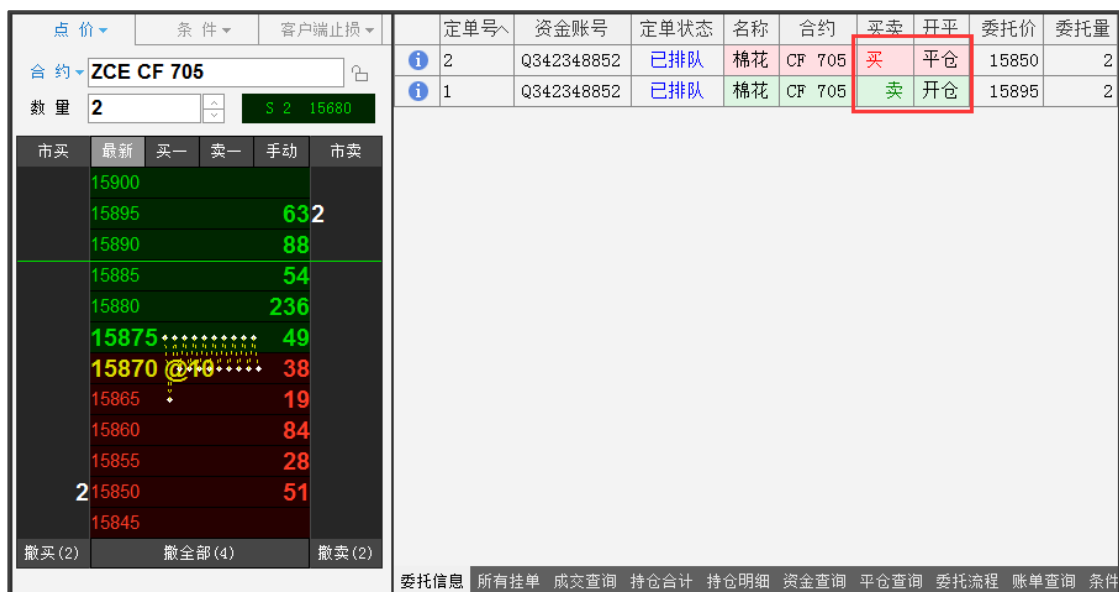 点 价 条 件 客户端止损
合 约 ZCE CF 705
数 量 2 S 2 15680
市买 最新 买一 卖一 手动 市卖
15900
15895 63 2
15890 88
15885 54
15880 236
15875 49
15870 @10 38
15865 19
15860 84
15855 28
2 15850 51
15845
撤买(2) 撤全部(4) 撤卖(2)
定单号 资金账号 定单状态 名称 合约 买卖 开平 委托价 委托量
2 Q342348852 已排队 棉花 CF 705 买 平仓 15850 2
1 Q342348852 已排队 棉花 CF 705 卖 开仓 15895 2
委托信息 所有挂单 成交查询 持仓合计 持仓明细 资金查询 平仓查询 委托流程 账单查询 条件